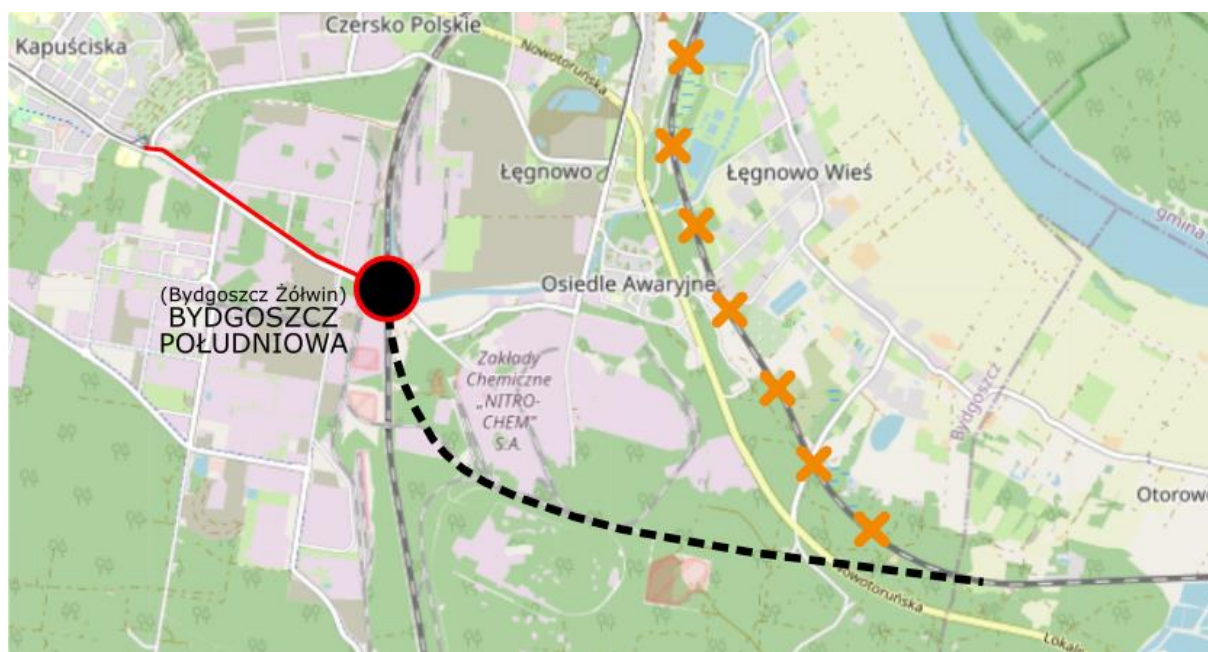 Czersko Polskie
Kapuściska
Nowotoruńska
Łęgnowo
Łęgnowo Wieś
gmina
Osiedle Awaryjne
(Bydgoszcz Żółwin)
BYDGOSZCZ
POŁUDNIOWA
Zakłady
Chemiczne
„NITRO-
CHEM"
S.A.
Bydgoszcz
Otorowo
Nowotoruńska